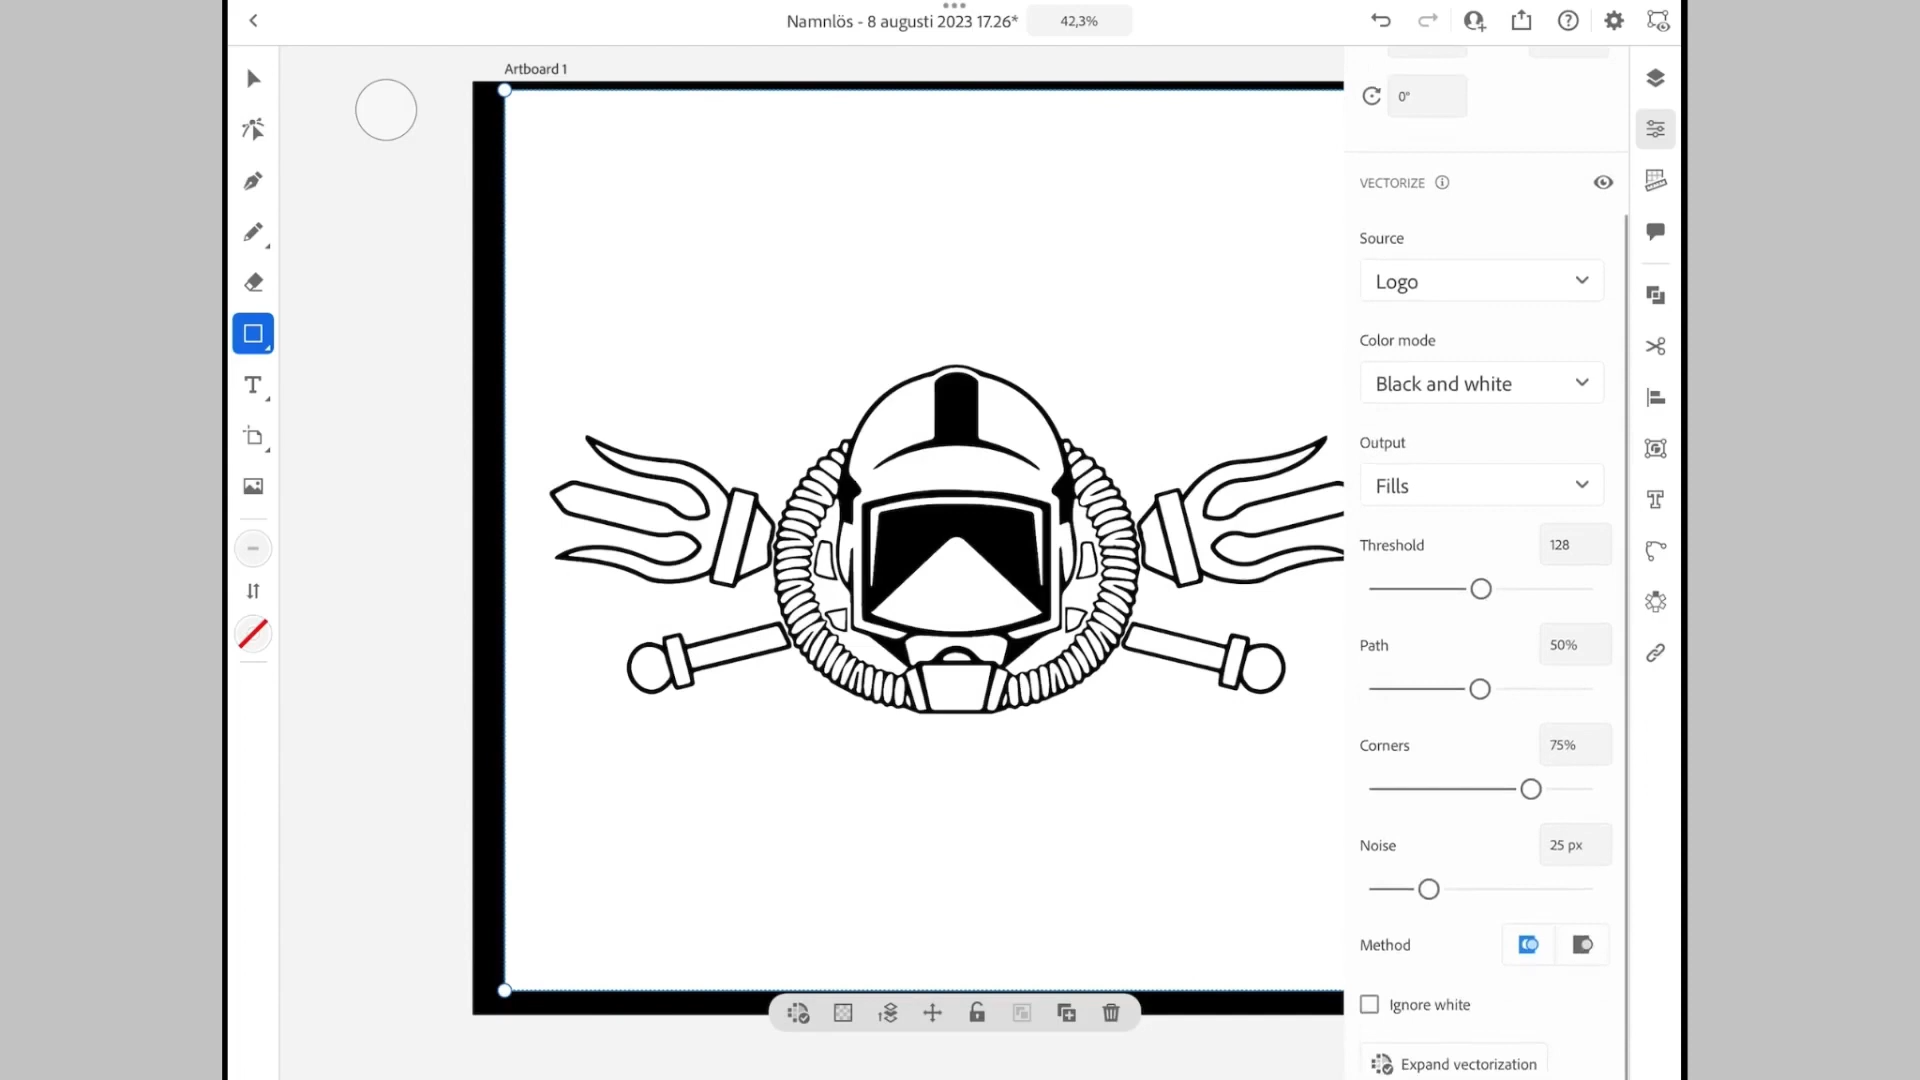 Namnlös - 8 augusti 2023 17.26*
42,3%
Artboard 1
0°
VECTORIZE
Source
Logo
Color mode
Black and white
Output
Fills
Threshold
128
Path
50%
Corners
75%
Noise
25 px
Method
Ignore white
Expand vectorization